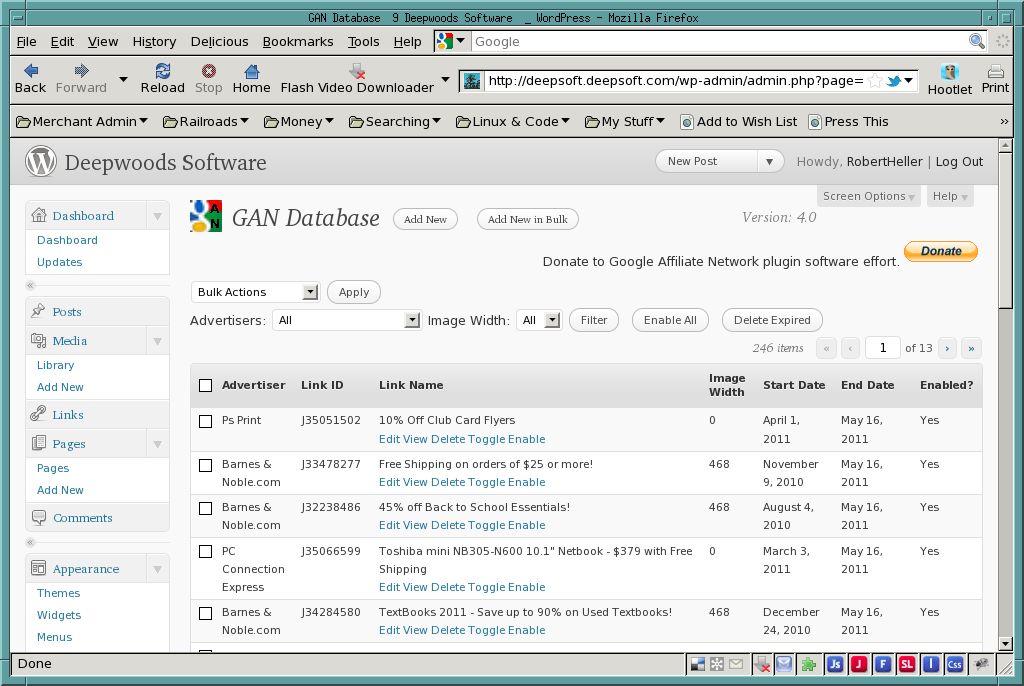 GAN Database 9 Deepwoods Software _ WordPress - Mozilla Firefox
File Edit View History Delicious Bookmarks Tools Help Google
Back Forward Reload Stop Home Flash Video Downloader http://deepsoft.deepsoft.com/wp-admin/admin.php?page= Hootlet Print
Merchant Admin Railroads Money Searching Linux & Code My Stuff Add to Wish List Press This »
Deepwoods Software New Post Howdy, RobertHeller | Log Out
Screen Options Help
Dashboard
Dashboard
Updates
Posts
Media
Library
Add New
Links
Pages
Pages
Add New
Comments
Appearance
Themes
Widgets
Menus
GAN
GAN Database Add New Add New in Bulk Version: 4.0
Donate to Google Affiliate Network plugin software effort. Donate
Bulk Actions Apply
Advertisers: All Image Width: All Filter Enable All Delete Expired
246 items « ‹ 1 of 13 › »
Advertiser Link ID Link Name Image Width Start Date End Date Enabled?
Ps Print J35051502 10% Off Club Card Flyers 0 April 1, 2011 May 16, 2011 Yes
Edit View Delete Toggle Enable
Barnes & Noble.com J33478277 Free Shipping on orders of $25 or more! 468 November 9, 2010 May 16, 2011 Yes
Edit View Delete Toggle Enable
Barnes & Noble.com J32238486 45% off Back to School Essentials! 468 August 4, 2010 May 16, 2011 Yes
Edit View Delete Toggle Enable
PC Connection Express J35066599 Toshiba mini NB305-N600 10.1" Netbook - $379 with Free Shipping 0 March 3, 2011 May 16, 2011 Yes
Edit View Delete Toggle Enable
Barnes & Noble.com J34284580 TextBooks 2011 - Save up to 90% on Used Textbooks! 468 December 24, 2010 May 16, 2011 Yes
Edit View Delete Toggle Enable
Done Js J F SL I Css